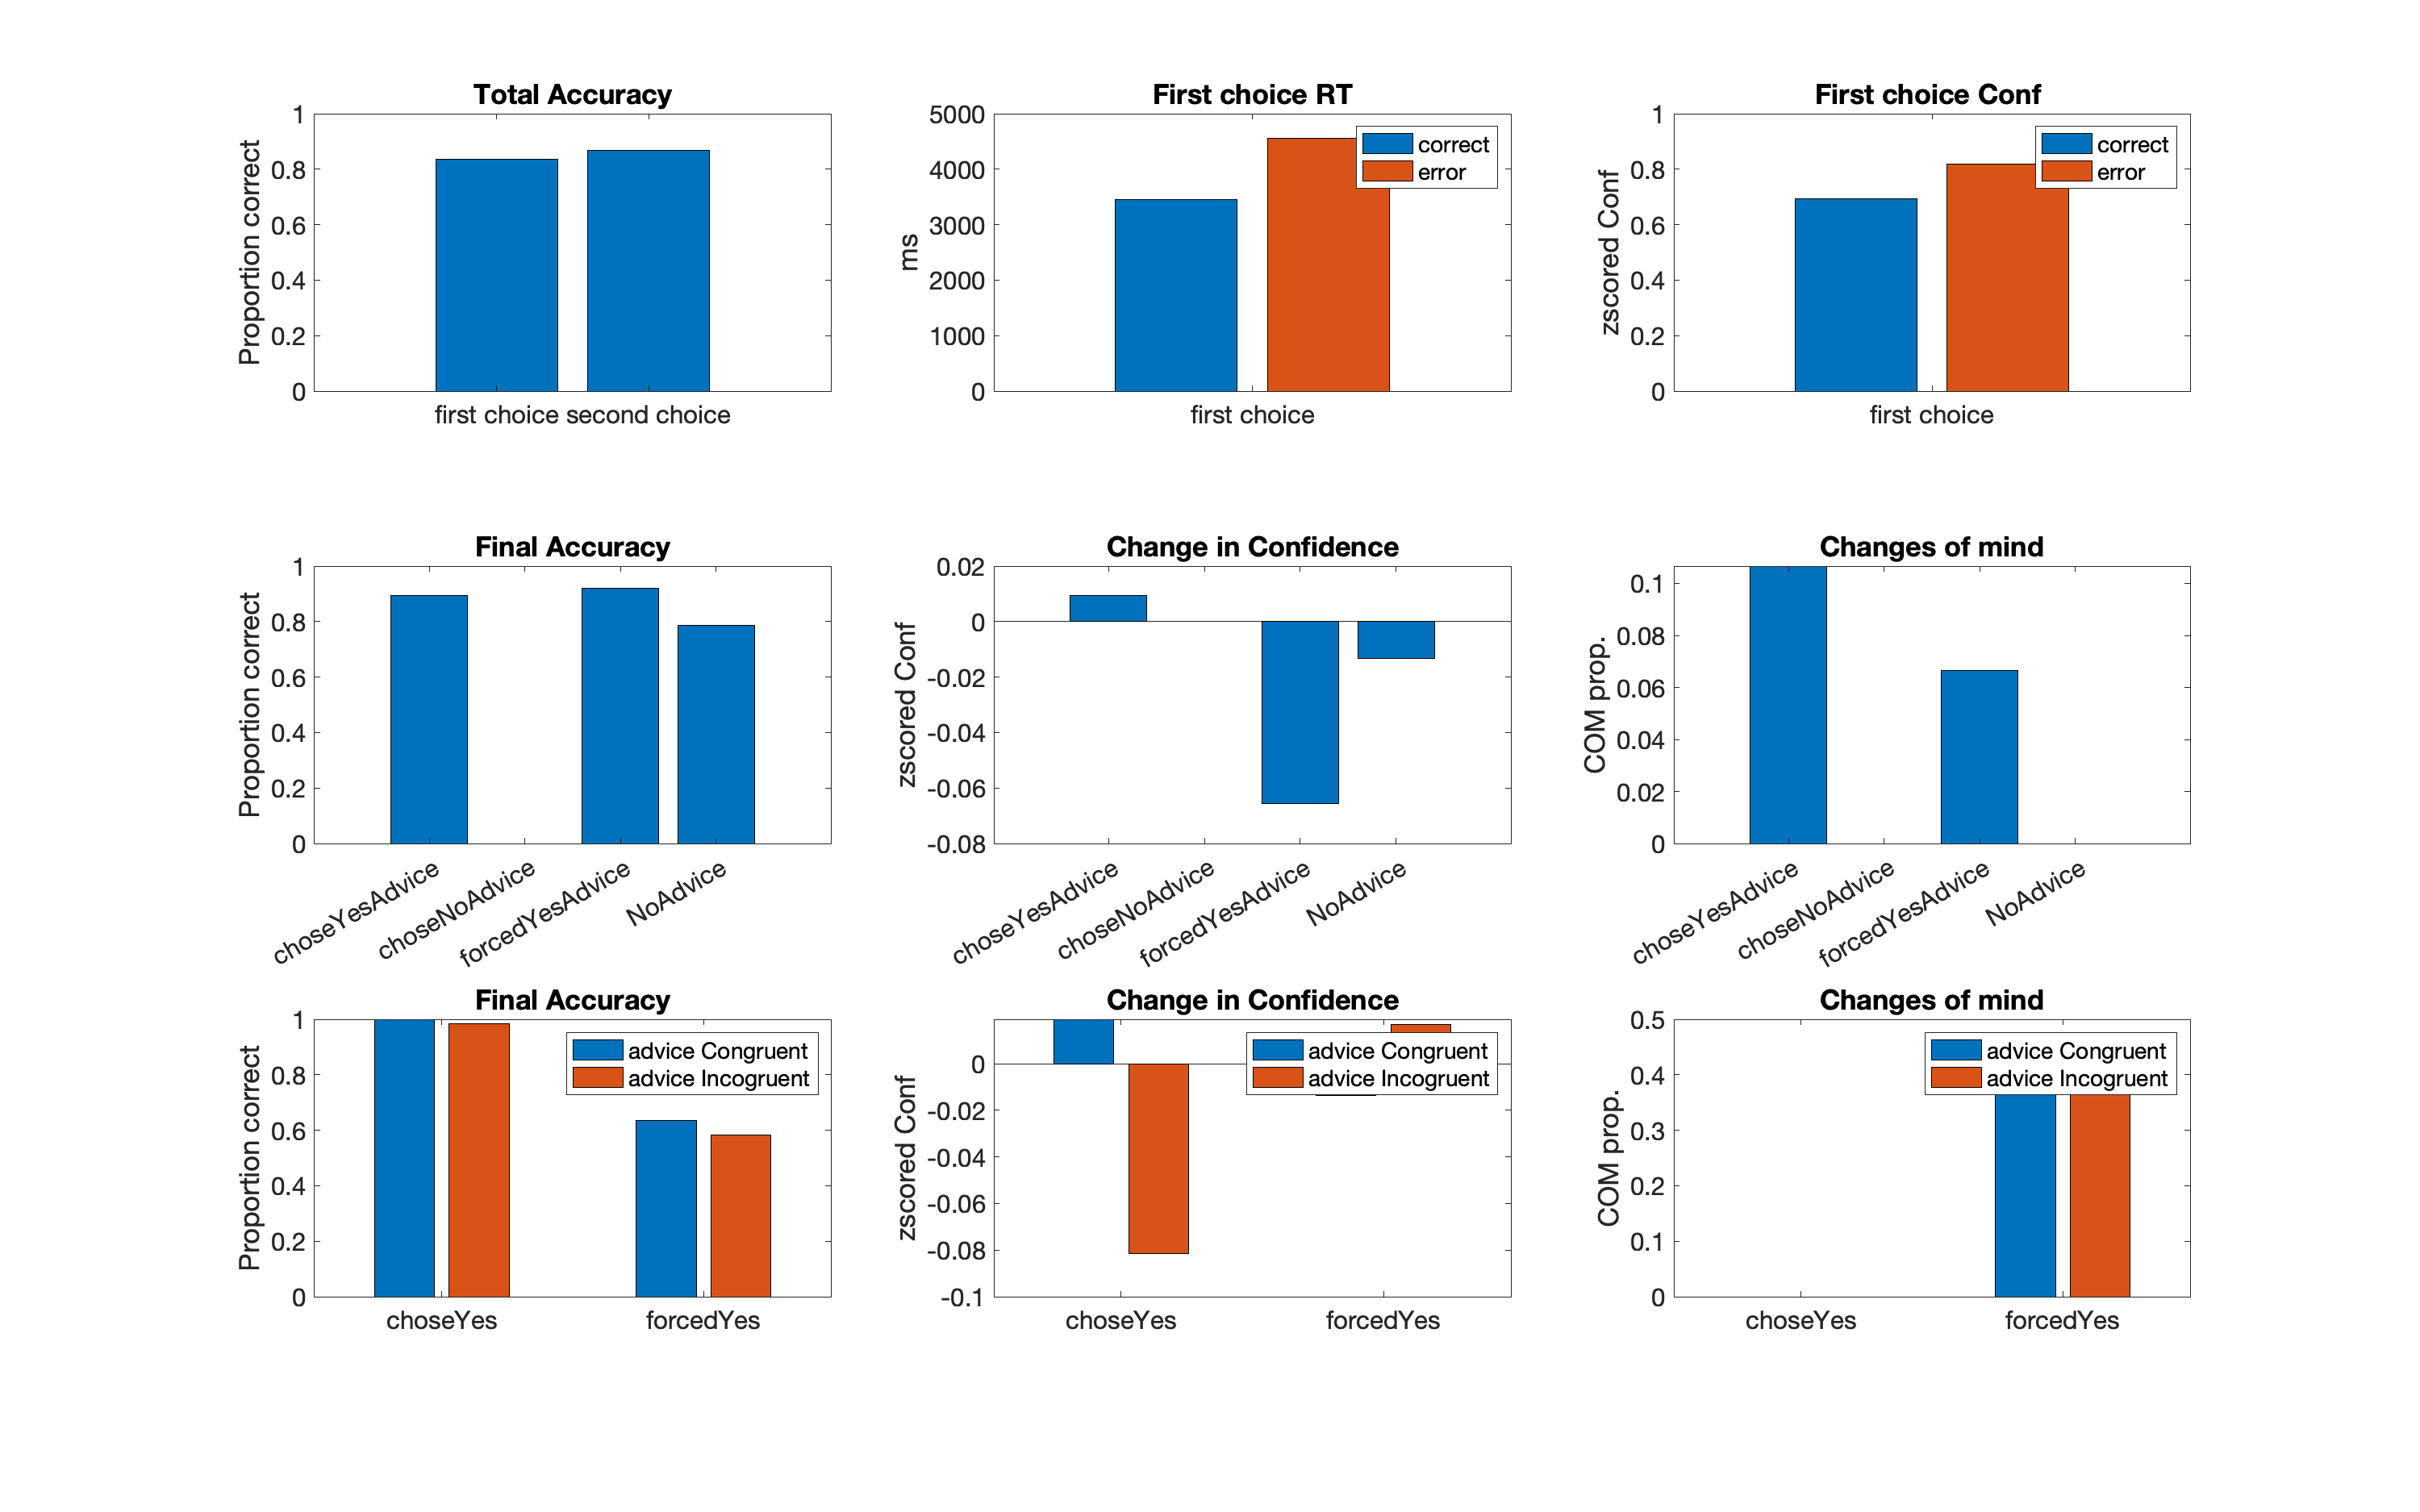 Total Accuracy
Proportion correct
1
0.8
0.6
0.4
0.2
0
first choice second choice
First choice RT
ms
5000
4000
3000
2000
1000
0
first choice
correct
error
First choice Conf
zscored Conf
1
0.8
0.6
0.4
0.2
0
first choice
correct
error
Final Accuracy
Proportion correct
1
0.8
0.6
0.4
0.2
0
choseYesAdvice
choseNoAdvice
forcedYesAdvice
NoAdvice
Change in Confidence
zscored Conf
0.02
0
-0.02
-0.04
-0.06
-0.08
choseYesAdvice
choseNoAdvice
forcedYesAdvice
NoAdvice
Changes of mind
COM prop.
0.1
0.08
0.06
0.04
0.02
0
choseYesAdvice
choseNoAdvice
forcedYesAdvice
NoAdvice
Final Accuracy
Proportion correct
1
0.8
0.6
0.4
0.2
0
choseYes
forcedYes
advice Congruent
advice Incogruent
Change in Confidence
zscored Conf
0
-0.02
-0.04
-0.06
-0.08
-0.1
choseYes
forcedYes
advice Congruent
advice Incogruent
Changes of mind
COM prop.
0.5
0.4
0.3
0.2
0.1
0
choseYes
forcedYes
advice Congruent
advice Incogruent